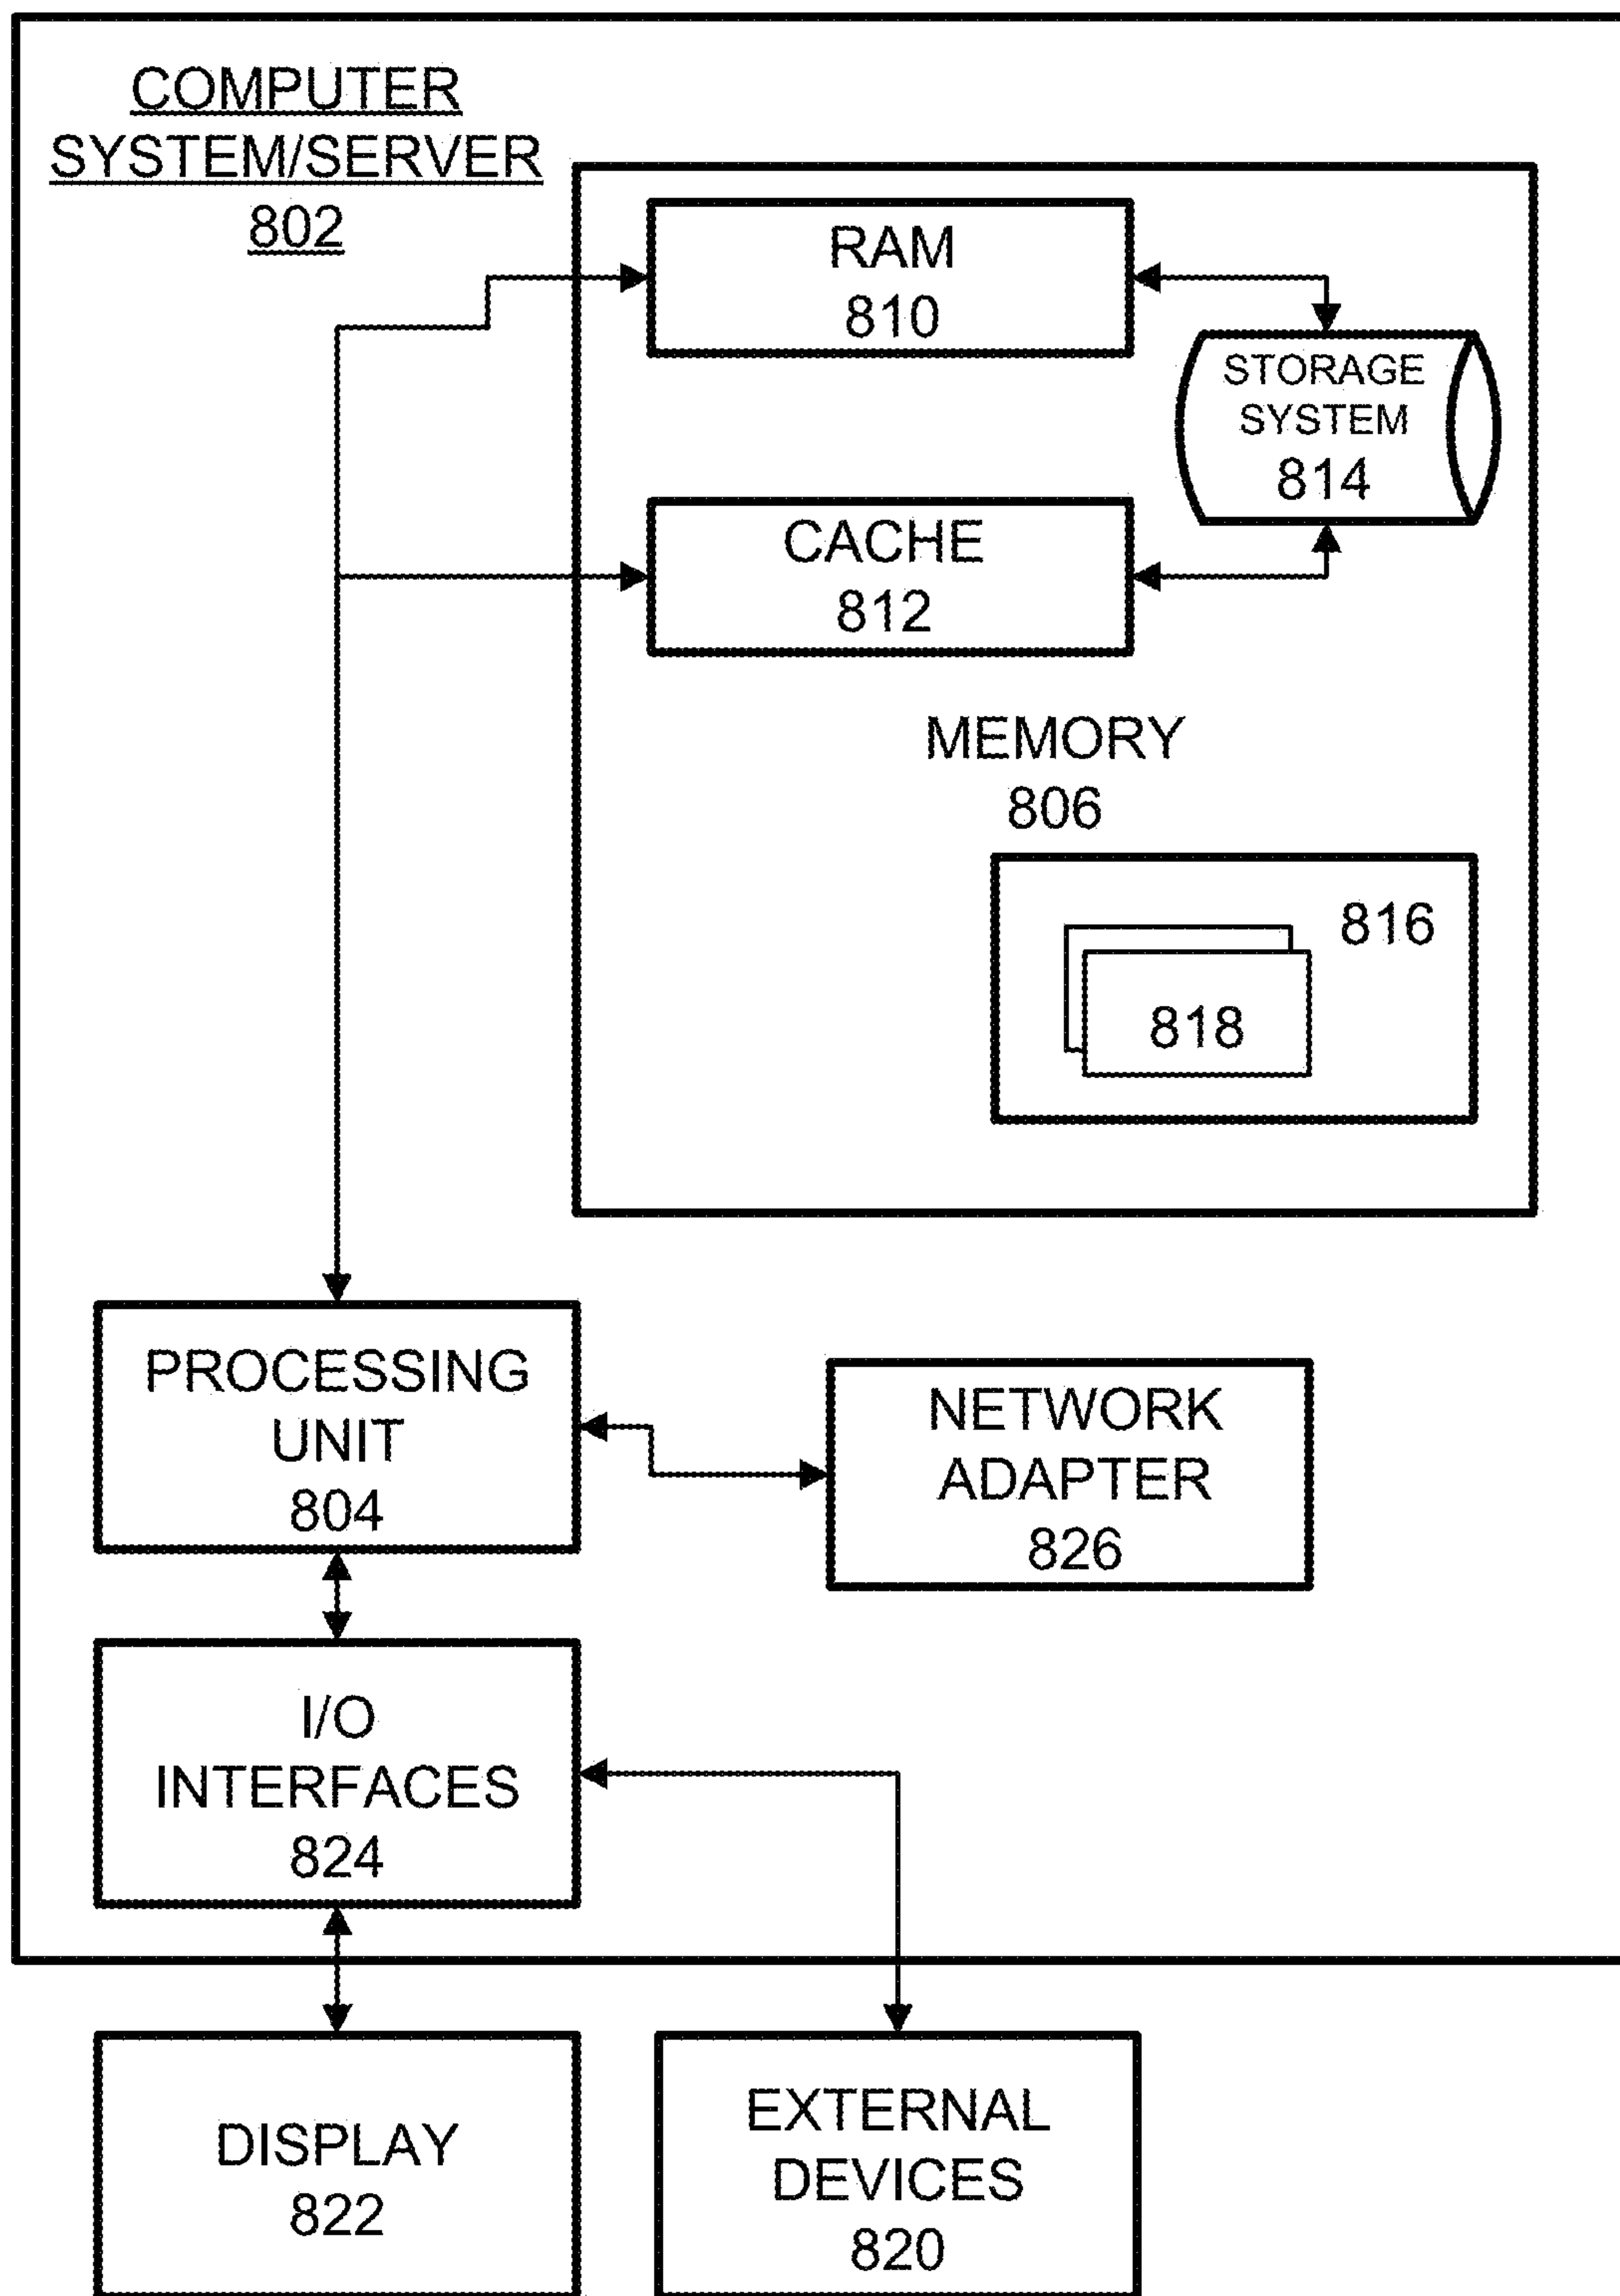 COMPUTER
SYSTEM/SERVER
802
RAM
810
STORAGE
SYSTEM
814
CACHE
812
MEMORY
806
816
818
PROCESSING
UNIT
804
NETWORK
ADAPTER
826
I/O
INTERFACES
824
DISPLAY
822
EXTERNAL
DEVICES
820